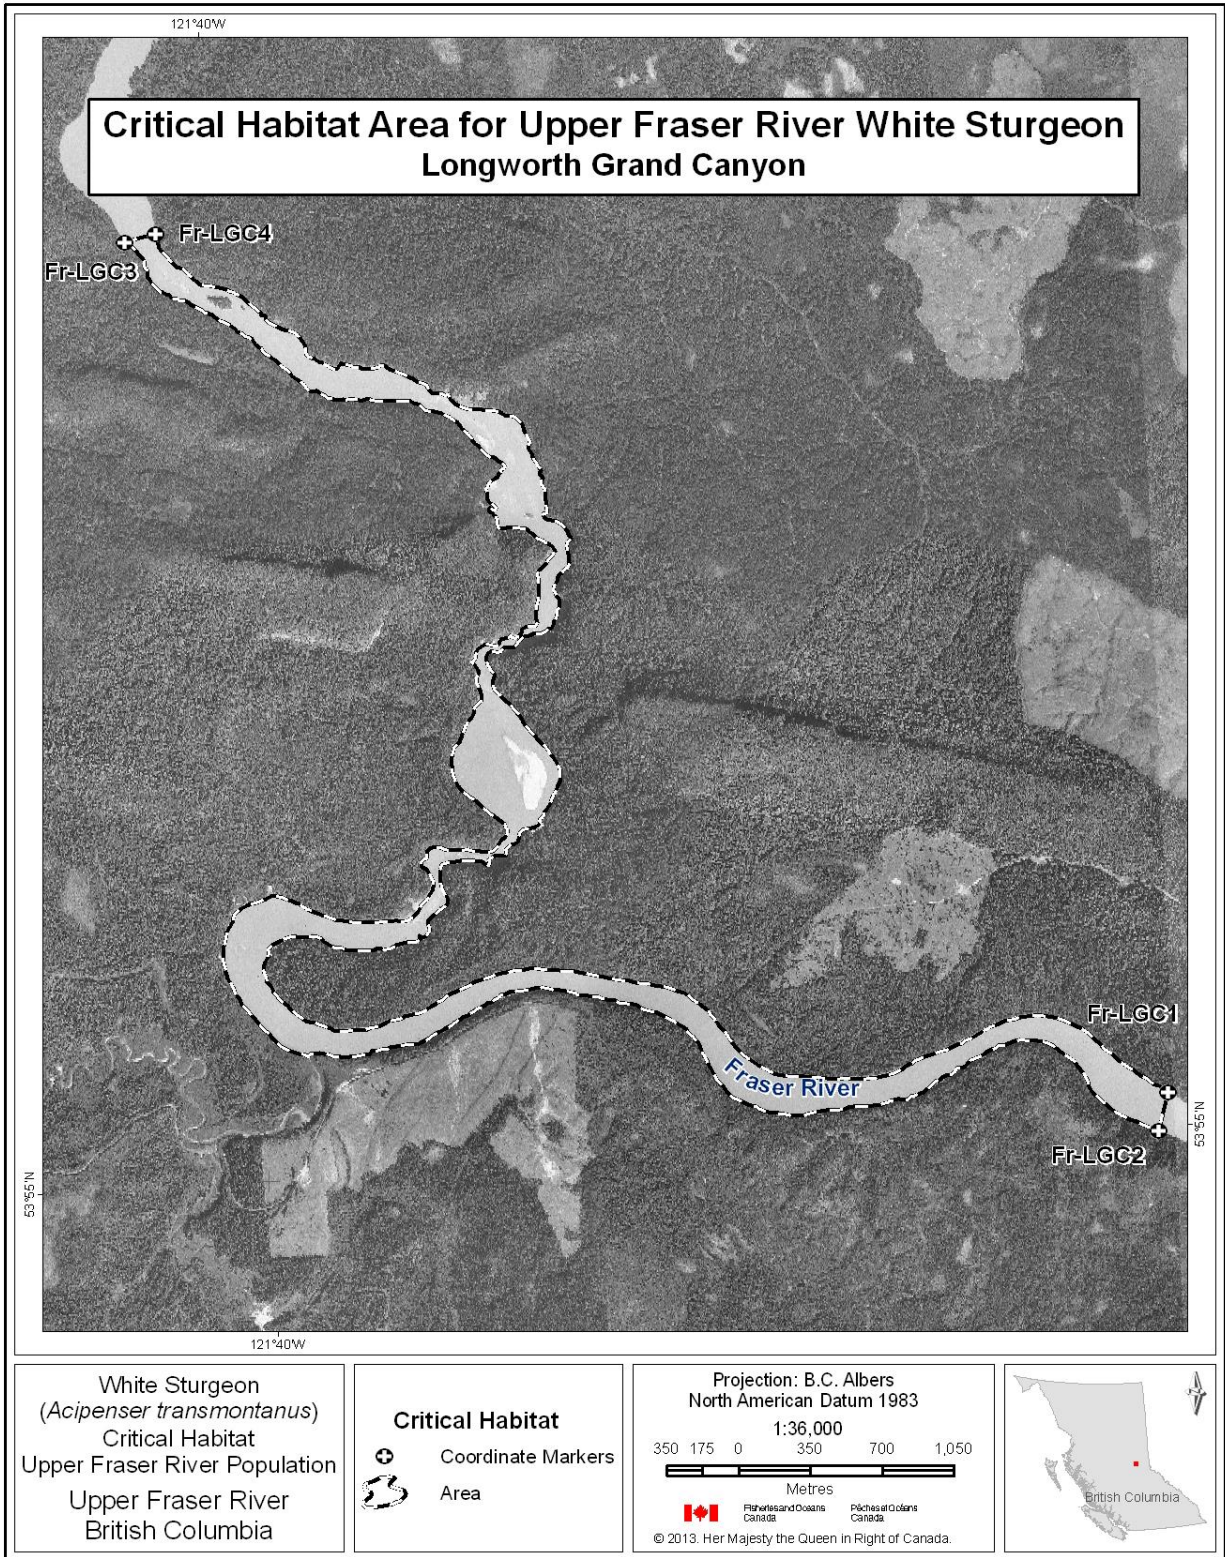 121°40'W
Critical Habitat Area for Upper Fraser River White Sturgeon
Longworth Grand Canyon
Fr-LGC4
Fr-LGC3
Fr-LGC1
Fraser River
Fr-LGC2
53°55'N
53°55'N
121°40'W
White Sturgeon
(Acipenser transmontanus)
Critical Habitat
Upper Fraser River Population
Upper Fraser River
British Columbia
Critical Habitat
Coordinate Markers
Area
Projection: B.C. Albers
North American Datum 1983
1:36,000
350 175 0 350 700 1,050
Metres
Fisheries and Oceans Pêches et Océans
Canada Canada
© 2013. Her Majesty the Queen in Right of Canada.
British Columbia